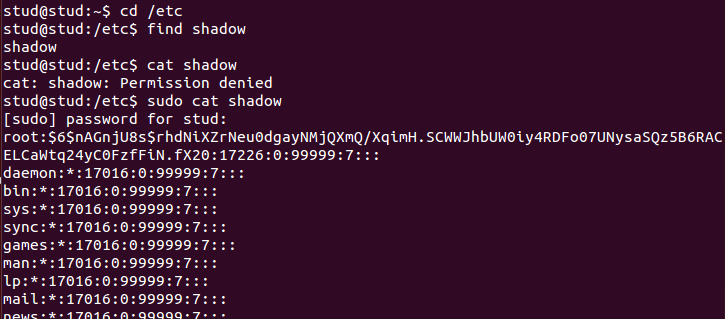 stud@stud:~$ cd /etc
stud@stud:/etc$ find shadow
shadow
stud@stud:/etc$ cat shadow
cat: shadow: Permission denied
stud@stud:/etc$ sudo cat shadow
[sudo] password for stud:
root:$6$nAGnjU8s$rhdNiXZrNeu0dgayNMjQXmQ/XqimH.SCWWJhbUW0iy4RDFo07UNysaSQz5B6RAC
ELCaWtq24yC0FzfFiN.fX20:17226:0:99999:7:::
daemon:*:17016:0:99999:7:::
bin:*:17016:0:99999:7:::
sys:*:17016:0:99999:7:::
sync:*:17016:0:99999:7:::
games:*:17016:0:99999:7:::
man:*:17016:0:99999:7:::
lp:*:17016:0:99999:7:::
mail:*:17016:0:99999:7:::
news:*:17016:0:99999:7:::